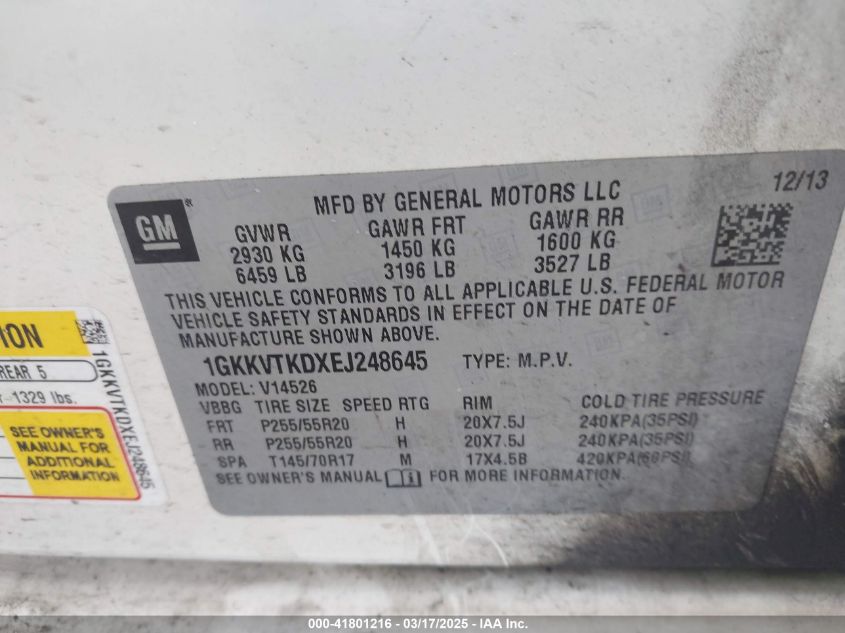 MFD BY GENERAL MOTORS LLC
12/13
GM
GVWR GAWR FRT GAWR RR
2930 KG 1450 KG 1600 KG
6459 LB 3196 LB 3527 LB
THIS VEHICLE CONFORMS TO ALL APPLICABLE U.S. FEDERAL MOTOR
VEHICLE SAFETY STANDARDS IN EFFECT ON THE DATE OF
MANUFACTURE SHOWN ABOVE.
1GKKVTKDXEJ248645 TYPE: M.P.V.
MODEL: V14526
VBBG TIRE SIZE SPEED RTG RIM COLD TIRE PRESSURE
FRT P255/55R20 H 20X7.5J 240KPA(35PSI)
RR P255/55R20 H 20X7.5J 240KPA(35PSI)
SPA T145/70R17 M 17X4.5B 420KPA(60PSI)
SEE OWNER'S MANUAL FOR MORE INFORMATION.
REAR 5
1329 lbs.
SEE OWNER'S
MANUAL FOR
ADDITIONAL
INFORMATION
1GKKVTKDXEJ248645
000-41801216 - 03/17/2025 - IAA Inc.